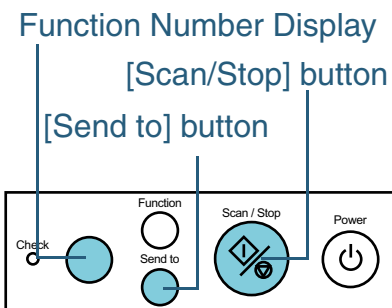 Function Number Display
[Scan/Stop] button
[Send to] button
Function
Scan / Stop
Power
Check
Send to